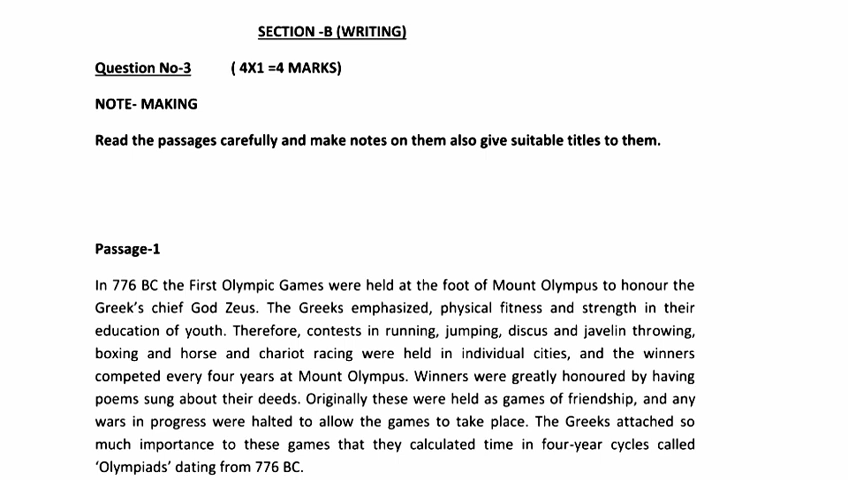 SECTION -B (WRITING)
Question No-3 ( 4X1 =4 MARKS)
NOTE- MAKING
Read the passages carefully and make notes on them also give suitable titles to them.
Passage-1
In 776 BC the First Olympic Games were held at the foot of Mount Olympus to honour the
Greek's chief God Zeus. The Greeks emphasized, physical fitness and strength in their
education of youth. Therefore, contests in running, jumping, discus and javelin throwing,
boxing and horse and chariot racing were held in individual cities, and the winners
competed every four years at Mount Olympus. Winners were greatly honoured by having
poems sung about their deeds. Originally these were held as games of friendship, and any
wars in progress were halted to allow the games to take place. The Greeks attached so
much importance to these games that they calculated time in four-year cycles called
'Olympiads' dating from 776 BC.